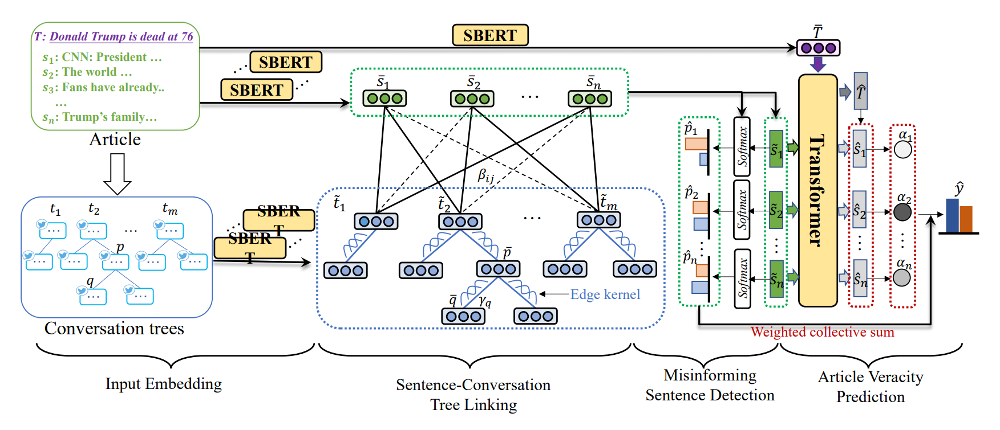 T: Donald Trump is dead at 76
s₁: CNN: President …
s₂: The world …
s₃: Fans have already..
…
sₙ: Trump's family…
Article
SBERT
SBERT
SBERT
T̄
s̄₁
s̄₂
…
s̄ₙ
βᵢⱼ
t₁
t₂
…
tₘ
…
…
…
p
…
…
…
…
…
q
…
…
Conversation trees
SBER
T
SBER
T
t̃₁
t̃₂
…
t̃ₘ
p̄
q̄
γ_q
Edge kernel
p̂₁
p̂₂
⋮
p̂ₙ
Softmax
Softmax
Softmax
s̃₁
s̃₂
⋮
s̃ₙ
Transformer
T̂
ŝ₁
ŝ₂
⋮
ŝₙ
α₁
α₂
⋮
αₙ
ŷ
Weighted collective sum
Input Embedding
Sentence-Conversation
Tree Linking
Misinforming
Sentence Detection
Article Veracity
Prediction